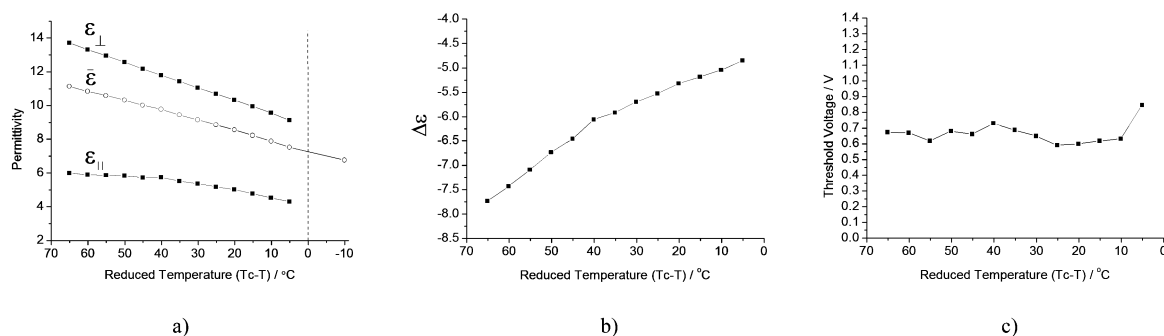 14
12
10
8
6
4
2
70 60 50 40 30 20 10 0 -10
Permittivity
Reduced Temperature (Tc-T) / °C
ε⊥
ε̄
ε||
a)
-4.0
-4.5
-5.0
-5.5
-6.0
-6.5
-7.0
-7.5
-8.0
-8.5
70 60 50 40 30 20 10 0
Δε
Reduced Temperature (Tc-T) / °C
b)
1.4
1.3
1.2
1.1
1.0
0.9
0.8
0.7
0.6
0.5
0.4
0.3
0.2
0.1
0.0
70 60 50 40 30 20 10 0
Threshold Voltage / V
Reduced Temperature (Tc-T) / °C
c)